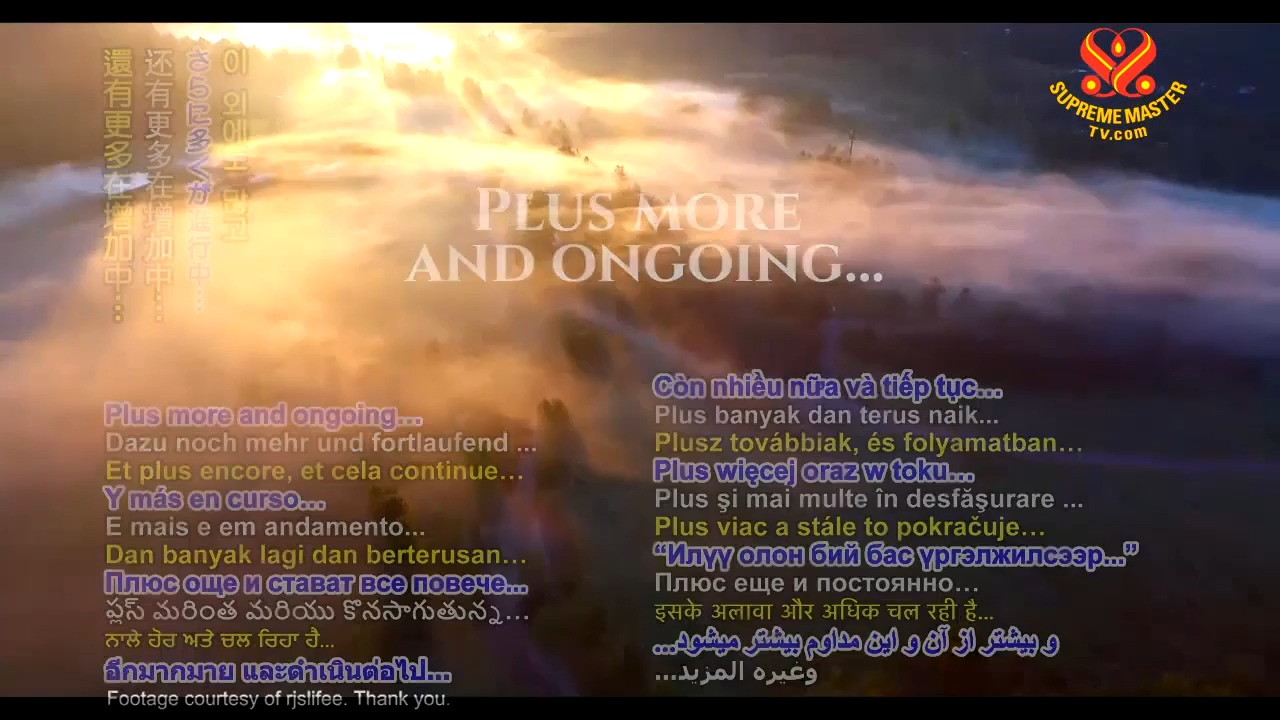 還有更多在增加中…
还有更多在增加中…
さらに多くが進行中…
이 외에도 많고
SUPREME MASTER
TV.com
PLUS MORE
AND ONGOING...
Plus more and ongoing...
Dazu noch mehr und fortlaufend ...
Et plus encore, et cela continue...
Y más en curso...
E mais e em andamento...
Dan banyak lagi dan berterusan...
Плюс още и стават все повече...
ప్లస్ మరింత మరియు కొనసాగుతున్న...
ਨਾਲੇ ਹੋਰ ਅਤੇ ਚਲ ਰਿਹਾ ਹੈ...
อีกมากมาย และดำเนินต่อไป...
Còn nhiều nữa và tiếp tục...
Plus banyak dan terus naik...
Plusz továbbiak, és folyamatban...
Plus więcej oraz w toku...
Plus şi mai multe în desfăşurare ...
Plus viac a stále to pokračuje...
“Илүү олон бий бас үргэлжилсээр...”
Плюс еще и постоянно...
इसके अलावा और अधिक चल रही है...
و بیشتر از آن و این مداوم بیشتر میشود...
وغيره المزيد...
Footage courtesy of rjslifee. Thank you.